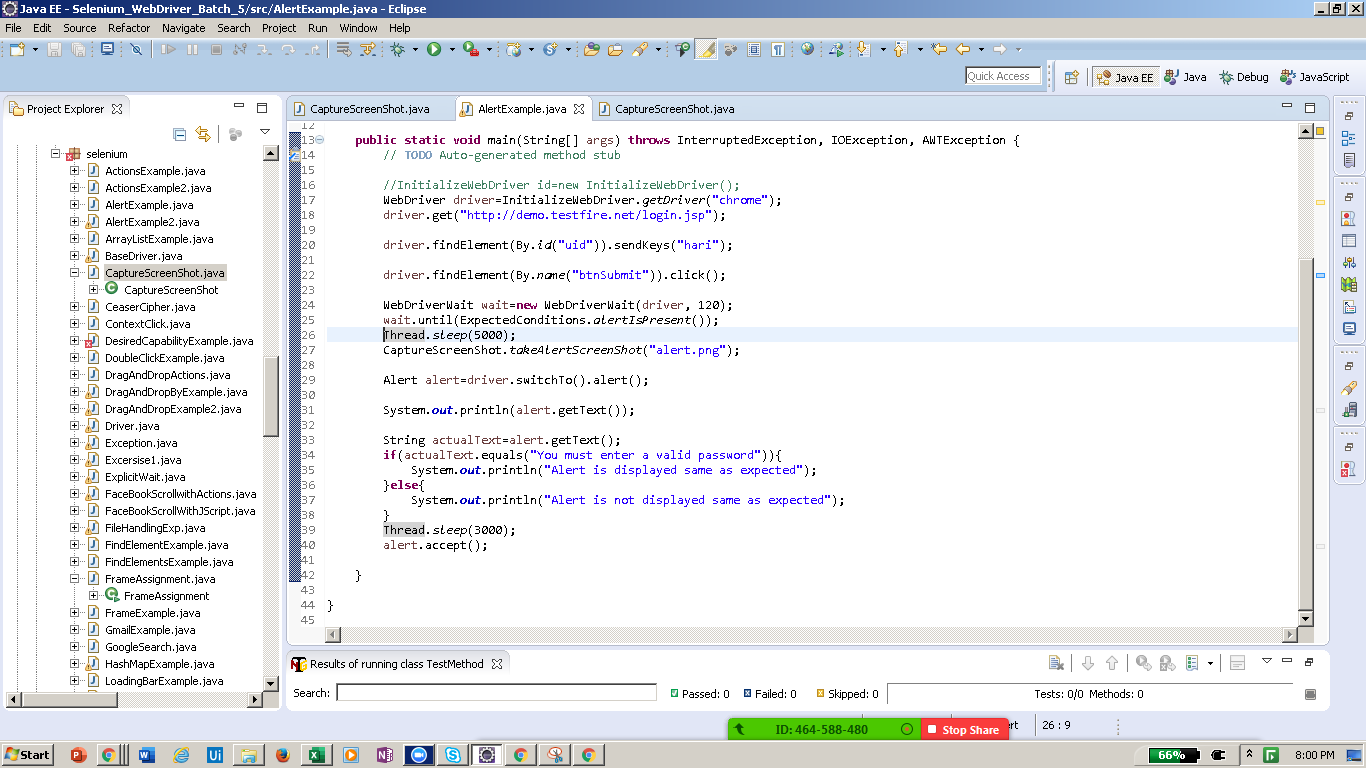 Java EE - Selenium_WebDriver_Batch_5/src/AlertExample.java - Eclipse
File Edit Source Refactor Navigate Search Project Run Window Help
Quick Access
Java EE
Java
Debug
JavaScript
Project Explorer
CaptureScreenShot.java
AlertExample.java
CaptureScreenShot.java
selenium
ActionsExample.java
ActionsExample2.java
AlertExample.java
AlertExample2.java
ArrayListExample.java
BaseDriver.java
CaptureScreenShot.java
CaptureScreenShot
CeaserCipher.java
ContextClick.java
DesiredCapabilityExample.java
DoubleClickExample.java
DragAndDropActions.java
DragAndDropByExample.java
DragAndDropExample2.java
Driver.java
Exception.java
Excersise1.java
ExplicitWait.java
FaceBookScrollwithActions.java
FaceBookScrollWithJScript.java
FileHandlingExp.java
FindElementExample.java
FindElementsExample.java
FrameAssignment.java
FrameAssignment
FrameExample.java
GmailExample.java
GoogleSearch.java
HashMapExample.java
LoadingBarExample.java
12
13 public static void main(String[] args) throws InterruptedException, IOException, AWTException {
14 // TODO Auto-generated method stub
15
16 //InitializeWebDriver id=new InitializeWebDriver();
17 WebDriver driver=InitializeWebDriver.getDriver("chrome");
18 driver.get("http://demo.testfire.net/login.jsp");
19
20 driver.findElement(By.id("uid")).sendKeys("hari");
21
22 driver.findElement(By.name("btnSubmit")).click();
23
24 WebDriverWait wait=new WebDriverWait(driver, 120);
25 wait.until(ExpectedConditions.alertIsPresent());
26 Thread.sleep(5000);
27 CaptureScreenShot.takeAlertScreenShot("alert.png");
28
29 Alert alert=driver.switchTo().alert();
30
31 System.out.println(alert.getText());
32
33 String actualText=alert.getText();
34 if(actualText.equals("You must enter a valid password")){
35 System.out.println("Alert is displayed same as expected");
36 }else{
37 System.out.println("Alert is not displayed same as expected");
38 }
39 Thread.sleep(3000);
40 alert.accept();
41
42 }
43
44 }
45
Results of running class TestMethod
Search: Passed: 0 Failed: 0 Skipped: 0 Tests: 0/0 Methods: 0
ID: 464-588-480 Stop Share
26 : 9
Start
66%
8:00 PM